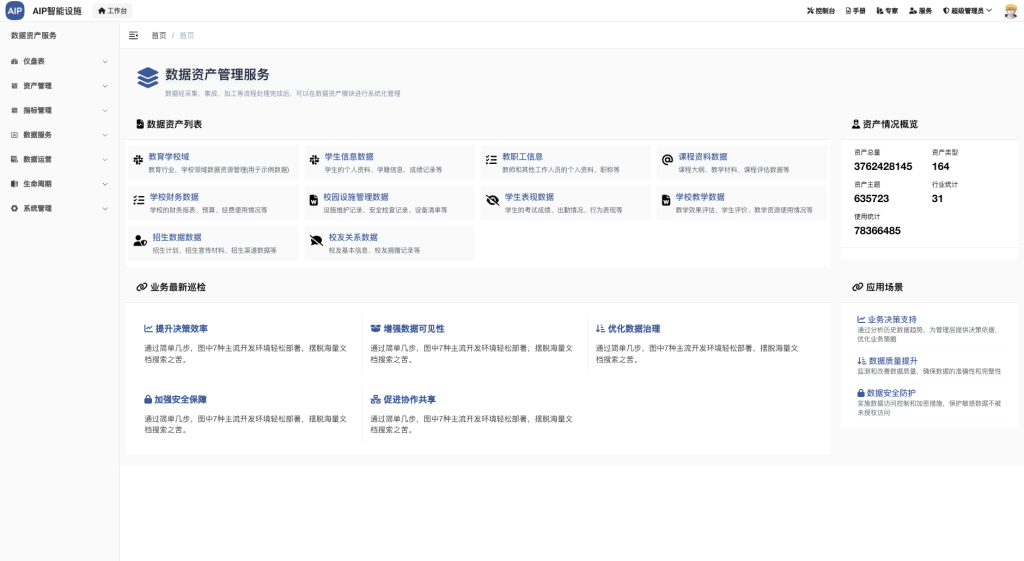 AIP AIP智能设施 工作台 控制台 手册 专家 服务 超级管理员
数据资产服务
首页 / 首页
仪盘表
资产管理
指标管理
数据服务
数据运营
生命周期
系统管理
数据资产管理服务
数据经采集、集成、加工等流程处理完成后，可以在数据资产模块进行系统化管理
数据资产列表
教育学校域
教育行业，学校领域数据资源管理(用于示例数据)
学生信息数据
学生的个人资料、学籍信息、成绩记录等
教职工信息
教师和其他工作人员的个人资料、职称等
课程资料数据
课程大纲、教学材料、课程评估数据等
学校财务数据
学校的财务报表、预算、经费使用情况等
校园设施管理数据
设施维护记录、安全检查记录、设备清单等
学生表现数据
学生的考试成绩、出勤情况、行为表现等
学校教学数据
教学效果评估、学生评价、教学资源使用情况等
招生数据数据
招生计划、招生宣传材料、招生渠道数据等
校友关系数据
校友基本信息、校友捐赠记录等
资产情况概览
资产总量 资产类型
3762428145 164
资产主题 行业统计
635723 31
使用统计
78366485
业务最新巡检
提升决策效率
通过简单几步，图中7种主流开发环境轻松部署，摆脱海量文
档搜索之苦。
增强数据可见性
通过简单几步，图中7种主流开发环境轻松部署，摆脱海量文
档搜索之苦。
优化数据治理
通过简单几步，图中7种主流开发环境轻松部署，摆脱海量文
档搜索之苦。
加强安全保障
通过简单几步，图中7种主流开发环境轻松部署，摆脱海量文
档搜索之苦。
促进协作共享
通过简单几步，图中7种主流开发环境轻松部署，摆脱海量文
档搜索之苦。
应用场景
业务决策支持
通过分析历史数据趋势，为管理层提供决策依据，
优化业务策略
数据质量提升
监测和改善数据质量，确保数据的准确性和完整性
数据安全防护
实施数据访问控制和加密措施，保护敏感数据不被
未授权访问